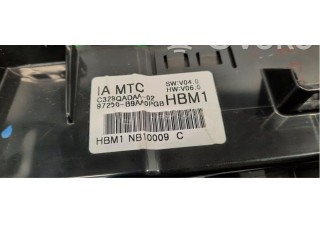 IA MTC
SW:V04.0
HW:V06.0
C329QADAA-02
97250-B9AA0PGB
HBM1
HBM1 NB10009 C